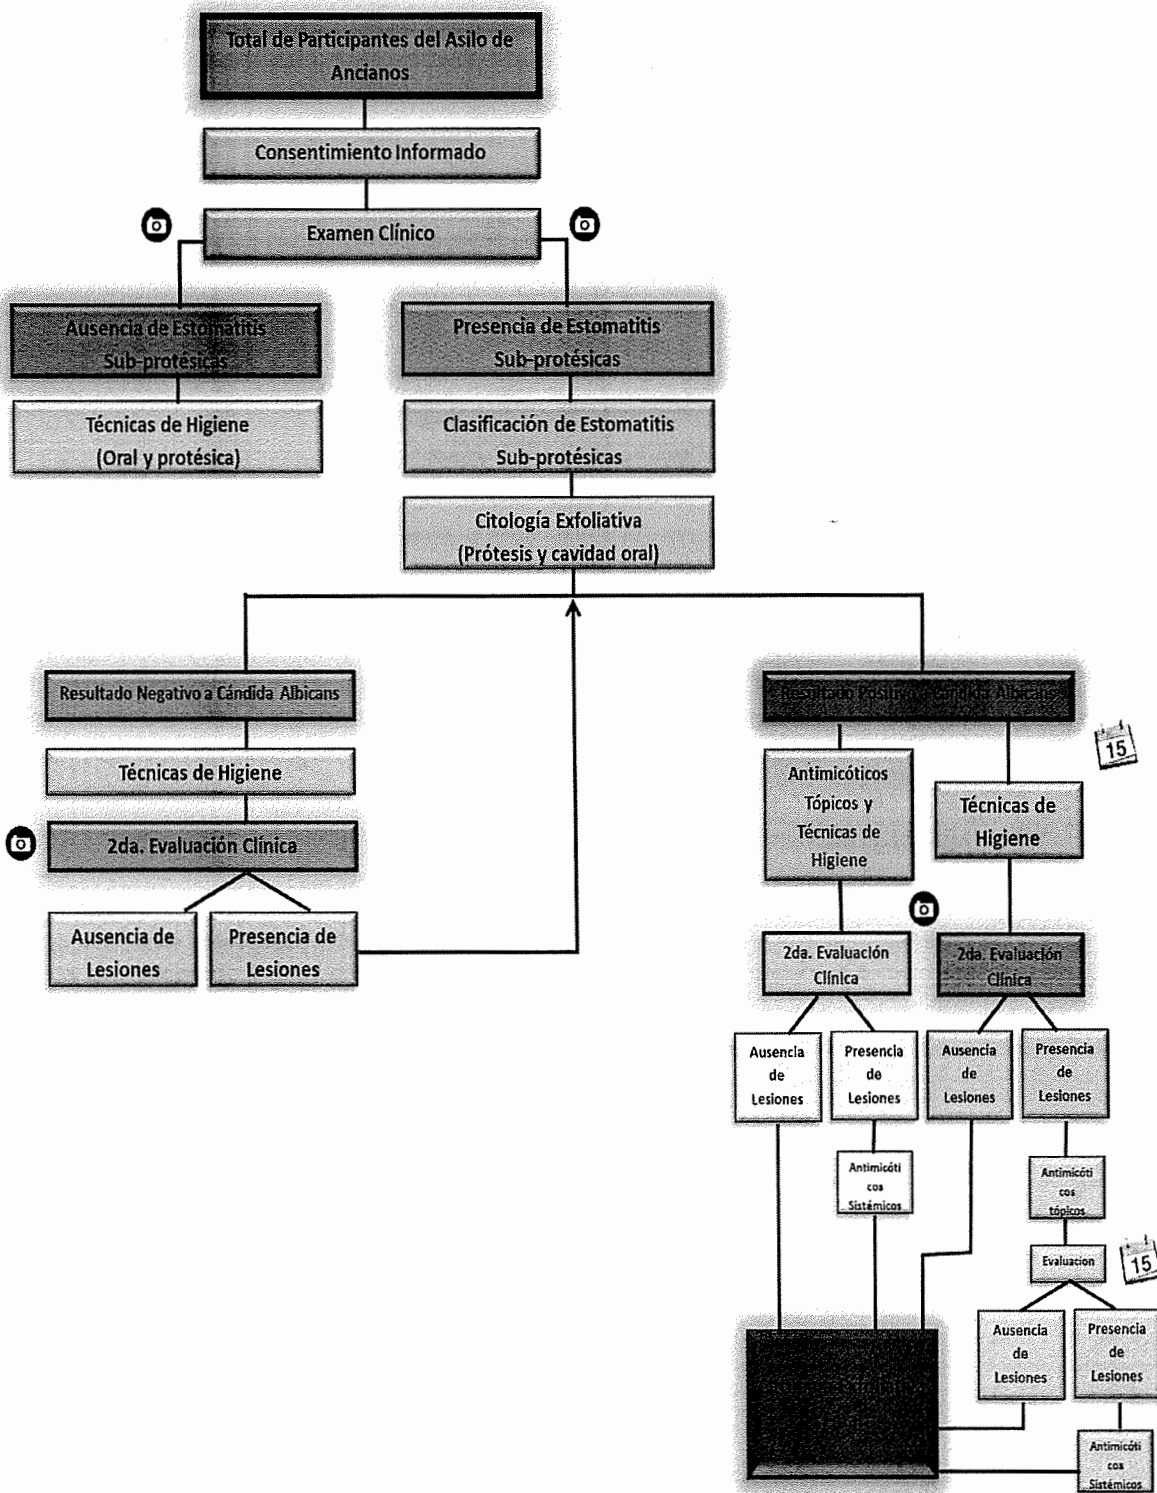 Total de Participantes del Asilo de
Ancianos
Consentimiento Informado
Examen Clínico
Ausencia de Estomatitis
Sub-protésicas
Presencia de Estomatitis
Sub-protésicas
Técnicas de Higiene
(Oral y protésica)
Clasificación de Estomatitis
Sub-protésicas
Citología Exfoliativa
(Prótesis y cavidad oral)
Resultado Negativo a Cándida Albicans
Técnicas de Higiene
2da. Evaluación Clínica
Ausencia de
Lesiones
Presencia de
Lesiones
Resultado Positivo a Cándida Albicans
15
Antimicóticos
Tópicos y
Técnicas de
Higiene
Técnicas de
Higiene
2da. Evaluación
Clínica
2da. Evaluación
Clínica
Ausencia
de
Lesiones
Presencia
de
Lesiones
Ausencia
de
Lesiones
Presencia
de
Lesiones
Antimicóti
cos
Sistémicos
Antimicóti
cos
tópicos
Evaluacion
15
Ausencia
de
Lesiones
Presencia
de
Lesiones
Antimicóti
cos
Sistémicos